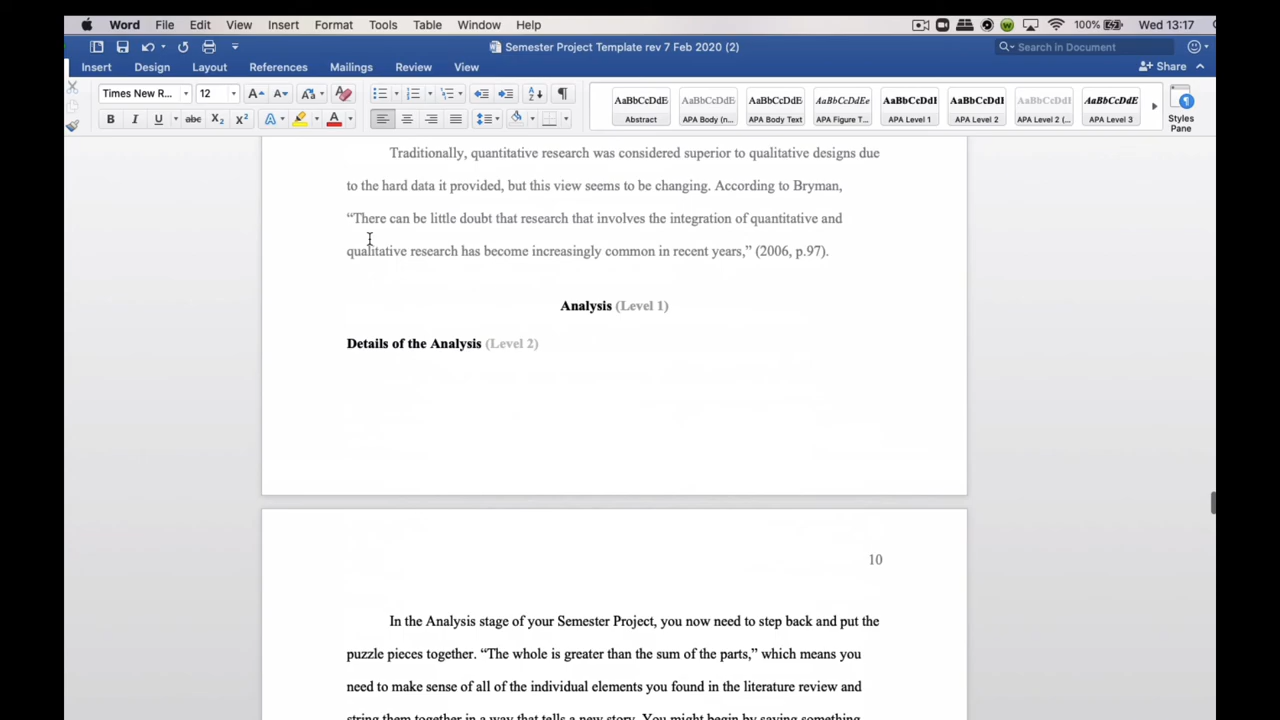 Word File Edit View Insert Format Tools Table Window Help 100% Wed 13:17
Semester Project Template rev 7 Feb 2020 (2) Search in Document
Insert Design Layout References Mailings Review View Share
Times New R... 12
AaBbCcDdE AaBbCcDdE AaBbCcDdE AaBbCcDdEe AaBbCcDdI AaBbCcDdI AaBbCcDdI AaBbCcDdE
Abstract APA Body (n... APA Body Text APA Figure T... APA Level 1 APA Level 2 APA Level 2 (... APA Level 3 Styles Pane
Traditionally, quantitative research was considered superior to qualitative designs due
to the hard data it provided, but this view seems to be changing. According to Bryman,
“There can be little doubt that research that involves the integration of quantitative and
qualitative research has become increasingly common in recent years,” (2006, p.97).
Analysis (Level 1)
Details of the Analysis (Level 2)
10
In the Analysis stage of your Semester Project, you now need to step back and put the
puzzle pieces together. “The whole is greater than the sum of the parts,” which means you
need to make sense of all of the individual elements you found in the literature review and
string them together in a way that tells a new story. You might begin by saying something